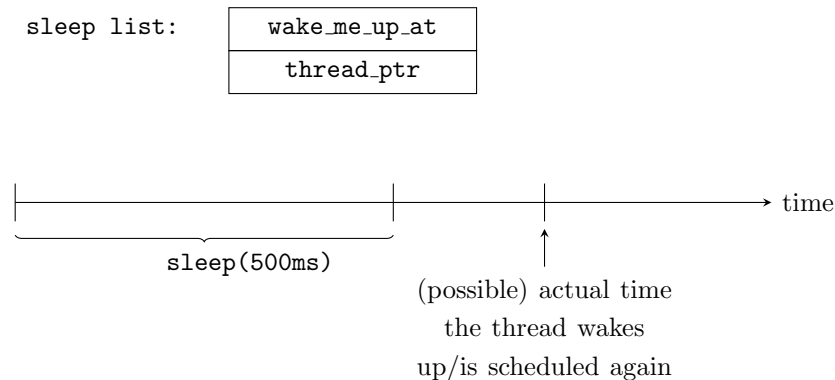 sleep list:
wake_me_up_at
thread_ptr
time
sleep(500ms)
(possible) actual time
the thread wakes
up/is scheduled again